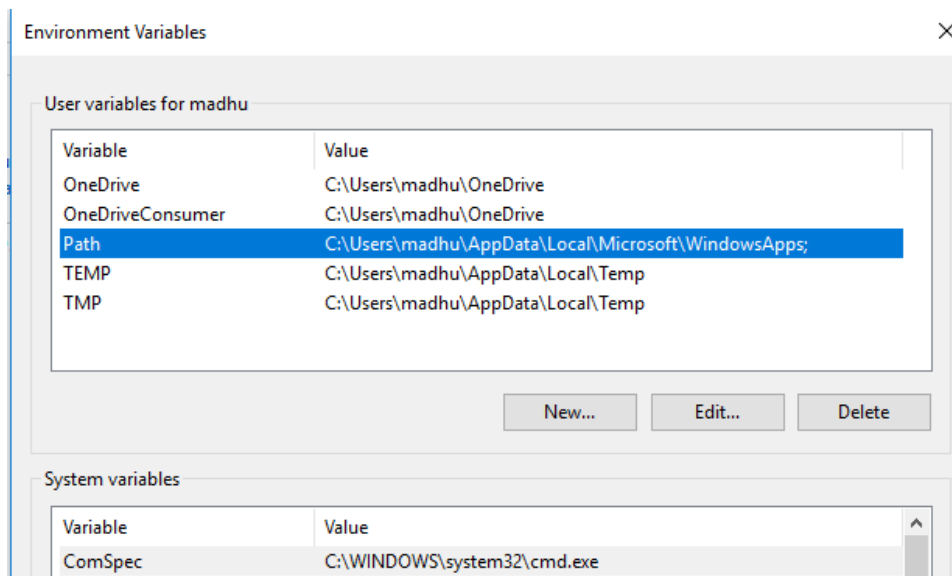 Environment Variables
User variables for madhu
Variable Value
OneDrive C:\Users\madhu\OneDrive
OneDriveConsumer C:\Users\madhu\OneDrive
Path C:\Users\madhu\AppData\Local\Microsoft\WindowsApps;
TEMP C:\Users\madhu\AppData\Local\Temp
TMP C:\Users\madhu\AppData\Local\Temp
New... Edit... Delete
System variables
Variable Value
ComSpec C:\WINDOWS\system32\cmd.exe